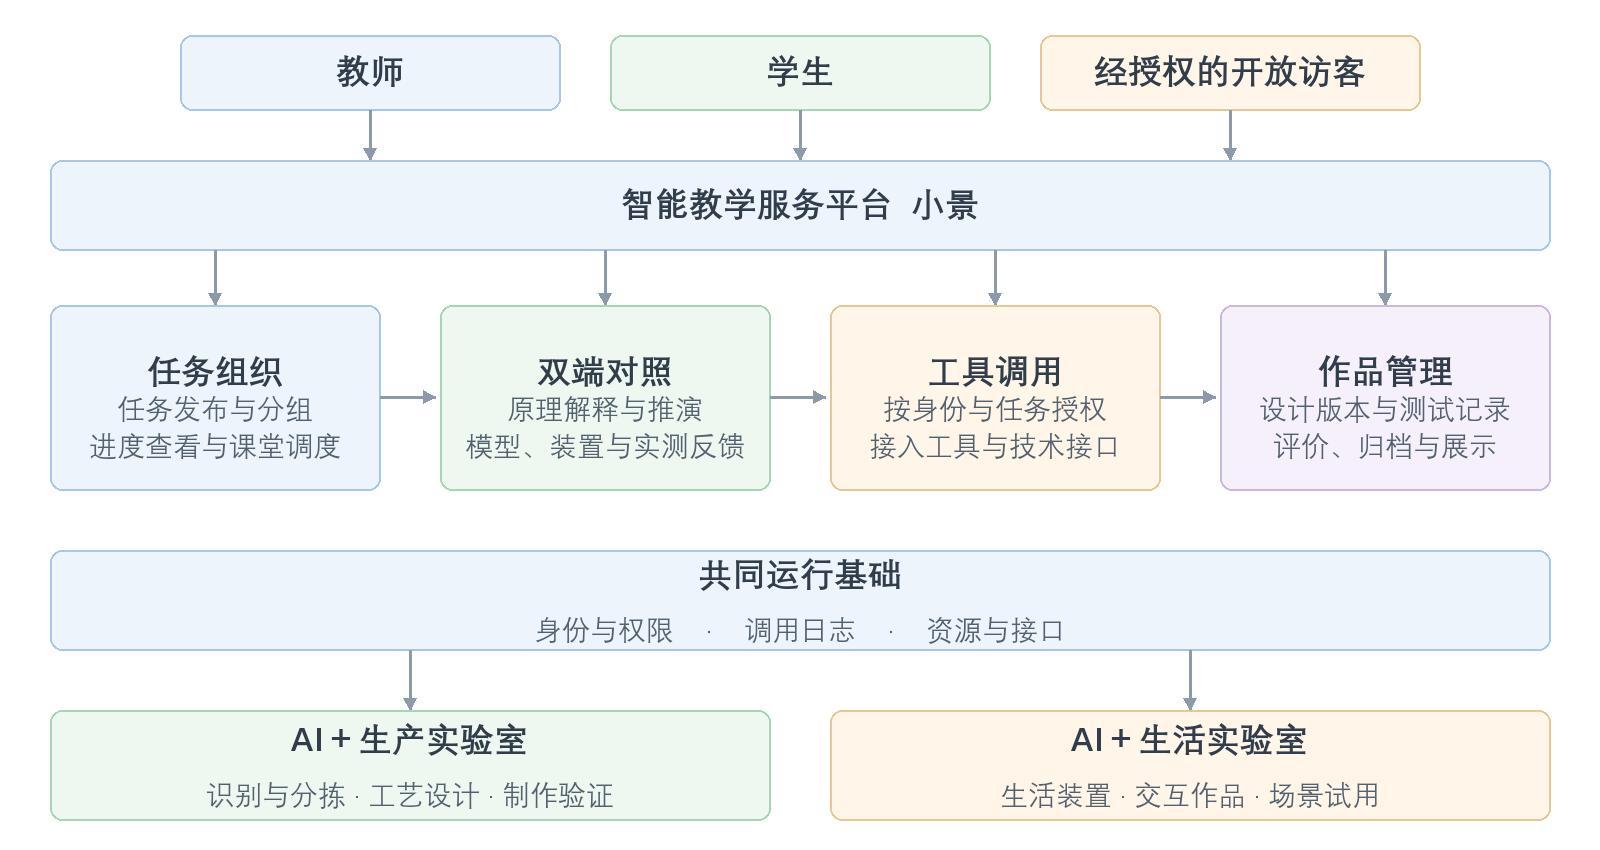 教师
学生
经授权的开放访客
智能教学服务平台 小景
任务组织
任务发布与分组
进度查看与课堂调度
双端对照
原理解释与推演
模型、装置与实测反馈
工具调用
按身份与任务授权
接入工具与技术接口
作品管理
设计版本与测试记录
评价、归档与展示
共同运行基础
身份与权限 · 调用日志 · 资源与接口
AI + 生产实验室
识别与分拣 · 工艺设计 · 制作验证
AI + 生活实验室
生活装置 · 交互作品 · 场景试用